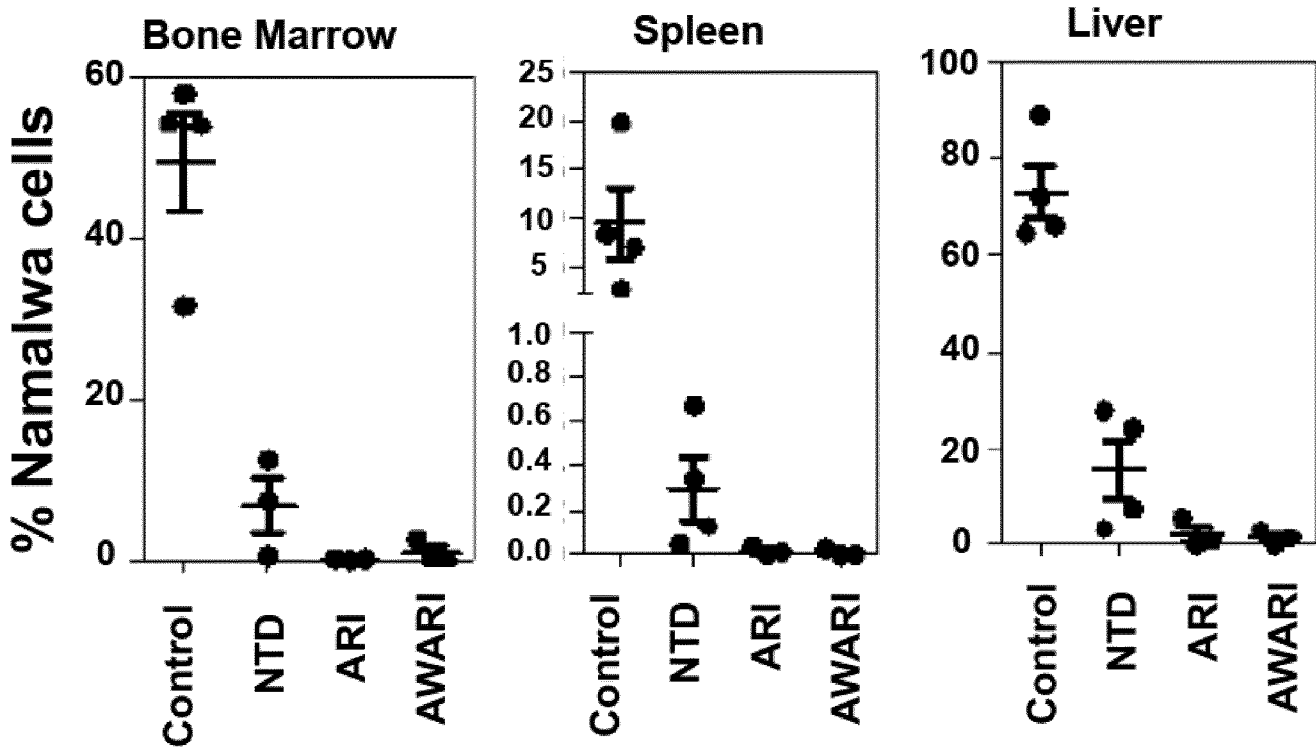 Bone Marrow
Spleen
Liver
% Namalwa cells
60
40
20
0
25
20
15
10
5
1.0
0.8
0.6
0.4
0.2
0.0
100
80
60
40
20
0
Control
NTD
ARI
AWARI
Control
NTD
ARI
AWARI
Control
NTD
ARI
AWARI